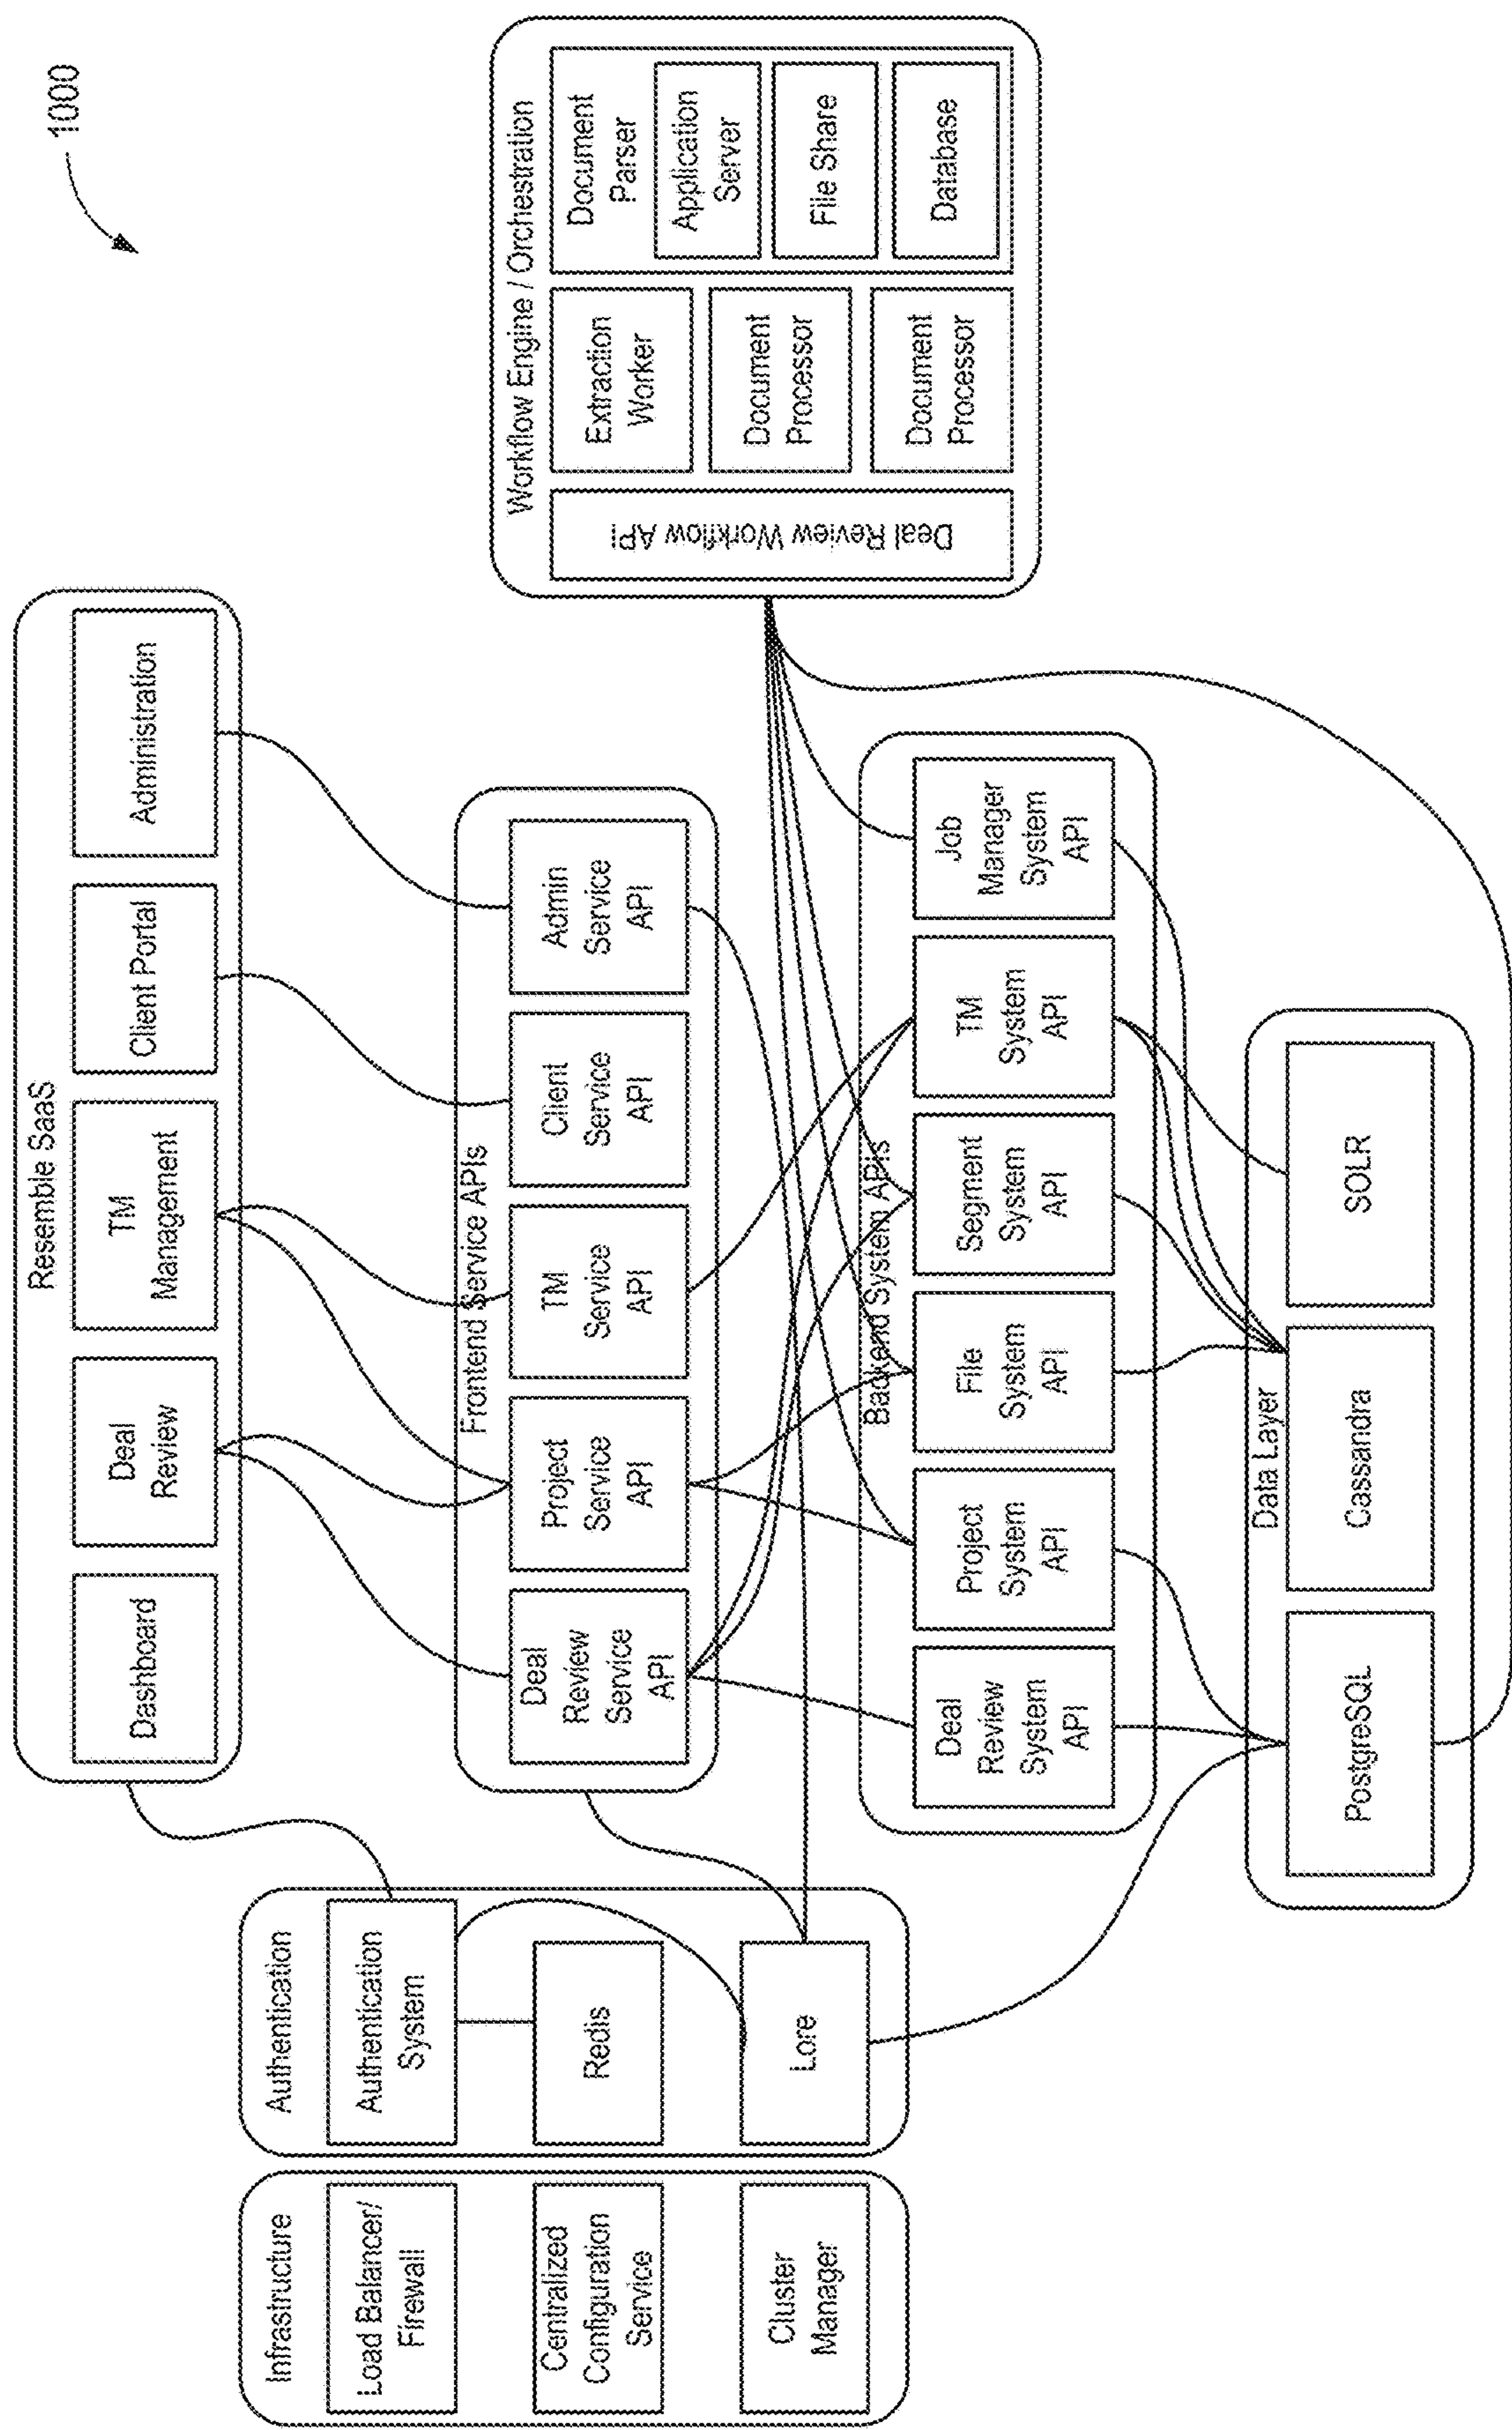 1000
Resemble SaaS
Dashboard
Deal
Review
TM
Management
Client Portal
Administration
Infrastructure
Load Balancer/
Firewall
Centralized
Configuration
Service
Cluster
Manager
Authentication
Authentication
System
Redis
Lore
Frontend Service APIs
Deal
Review
Service
API
Project
Service
API
TM
Service
API
Client
Service
API
Admin
Service
API
Workflow Engine / Orchestration
Deal Review Workflow API
Extraction
Worker
Document
Processor
Document
Processor
Document
Parser
Application
Server
File Share
Database
Backend System APIs
Deal
Review
System
API
Project
System
API
File
System
API
Segment
System
API
TM
System
API
Job
Manager
System
API
Data Layer
PostgreSQL
Cassandra
SOLR